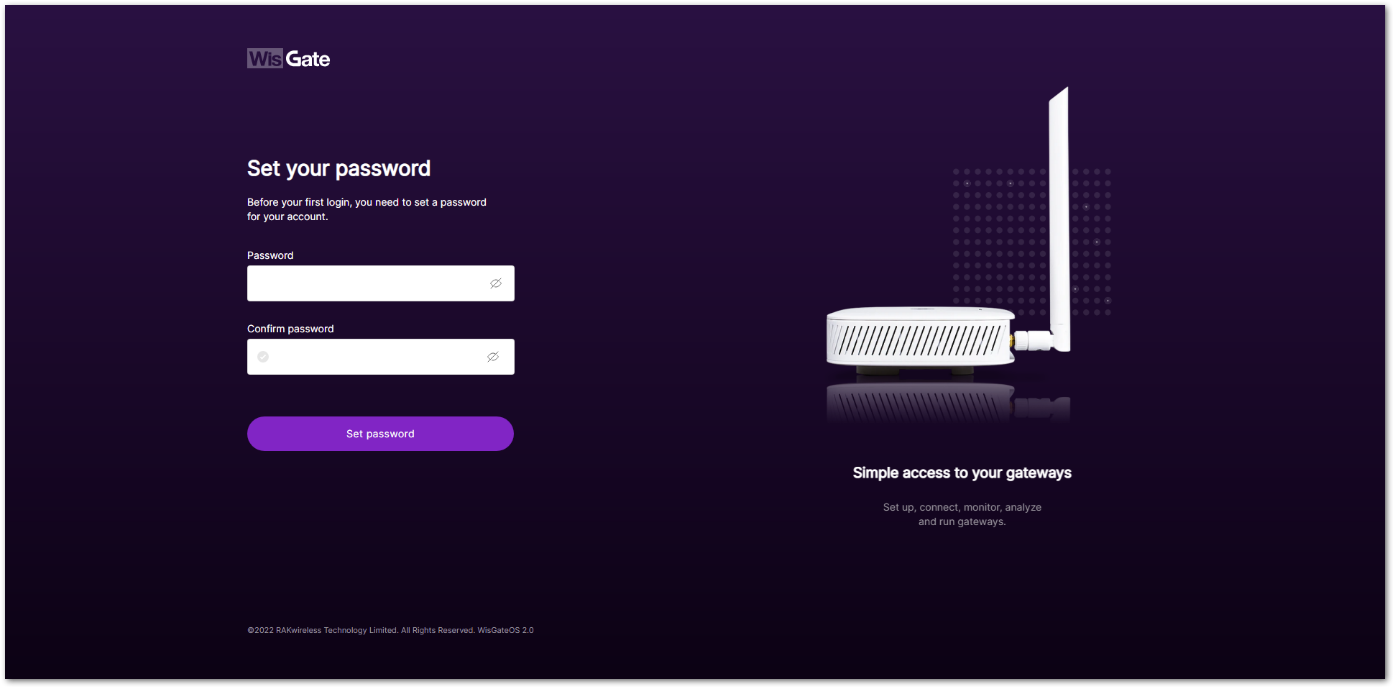 WisGate
Set your password
Before your first login, you need to set a password
for your account.
Password
Confirm password
Set password
Simple access to your gateways
Set up, connect, monitor, analyze
and run gateways.
©2022 RAKwireless Technology Limited. All Rights Reserved. WisGateOS 2.0